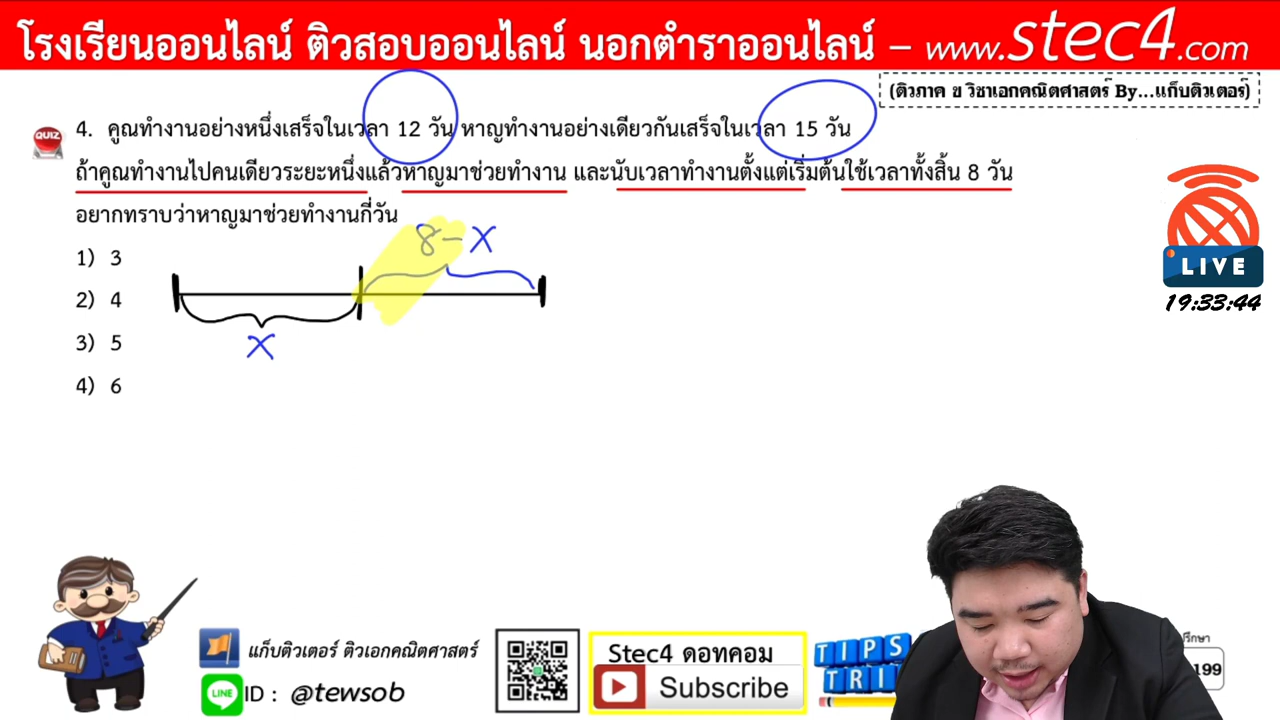 โรงเรียนออนไลน์ ติวสอบออนไลน์ นอกตำราออนไลน์ – www.stec4.com
(ติวภาค ข วิชาเอกคณิตศาสตร์ By...แก็บติวเตอร์)
QUIZ
4. คูณทำงานอย่างหนึ่งเสร็จในเวลา 12 วัน หาญทำงานอย่างเดียวกันเสร็จในเวลา 15 วัน
ถ้าคูณทำงานไปคนเดียวระยะหนึ่งแล้วหาญมาช่วยทำงาน และนับเวลาทำงานตั้งแต่เริ่มต้นใช้เวลาทั้งสิ้น 8 วัน
อยากทราบว่าหาญมาช่วยทำงานกี่วัน
8 – x
1) 3
2) 4
3) 5
4) 6
x
LIVE
19:33:44
แก็บติวเตอร์ ติวเอกคณิตศาสตร์
LINE ID : @tewsob
Stec4 ดอทคอม
Subscribe
TIPS
TRI
199